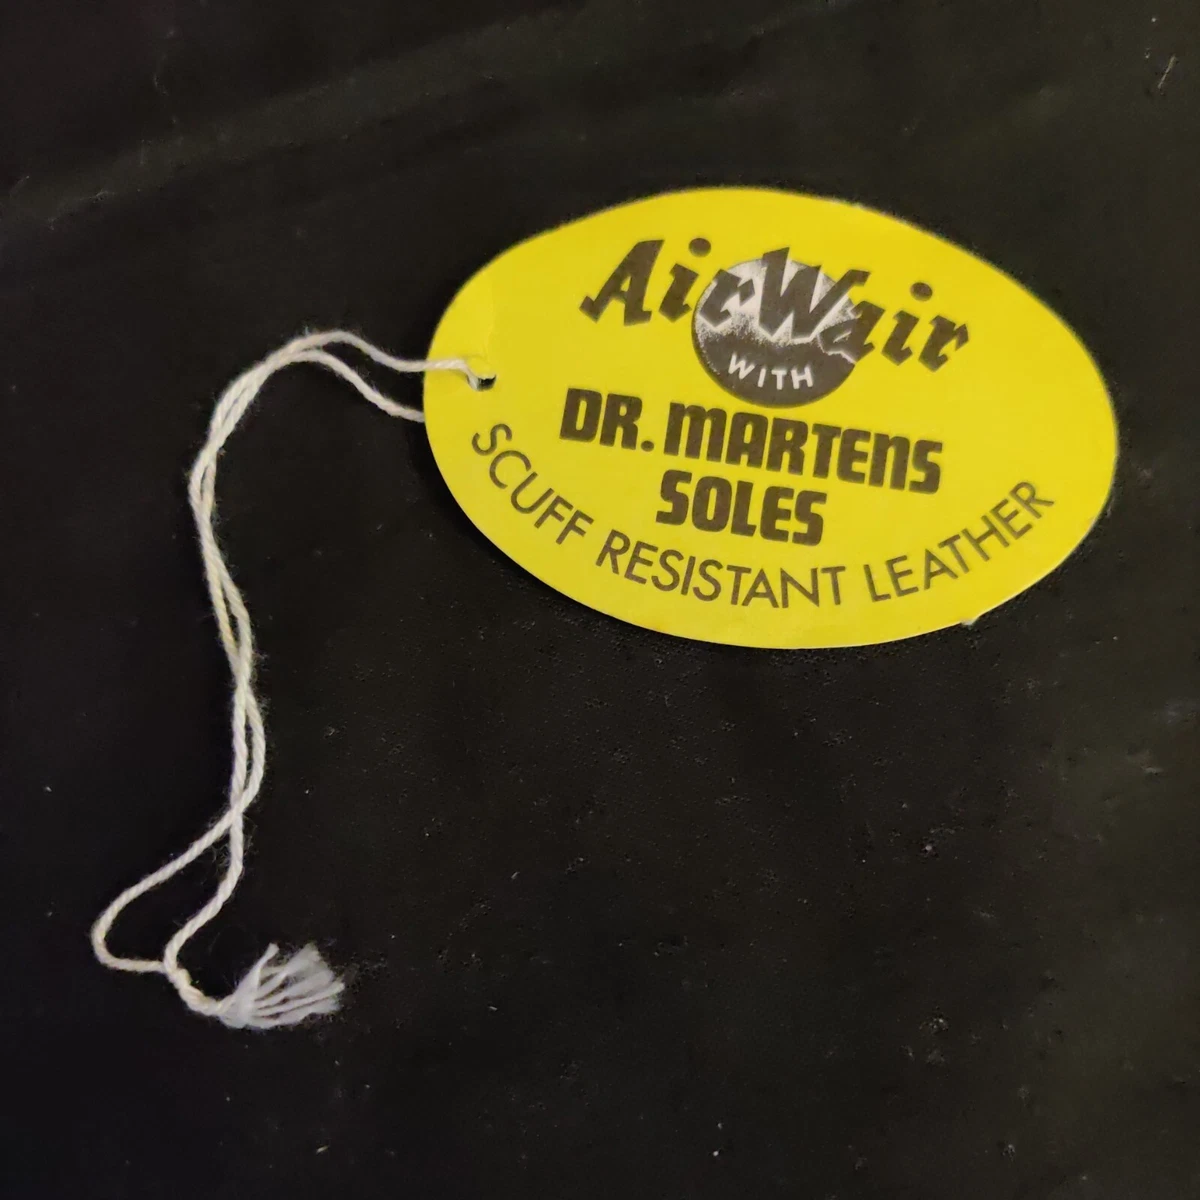 AirWair
WITH
DR. MARTENS
SOLES
SCUFF RESISTANT LEATHER